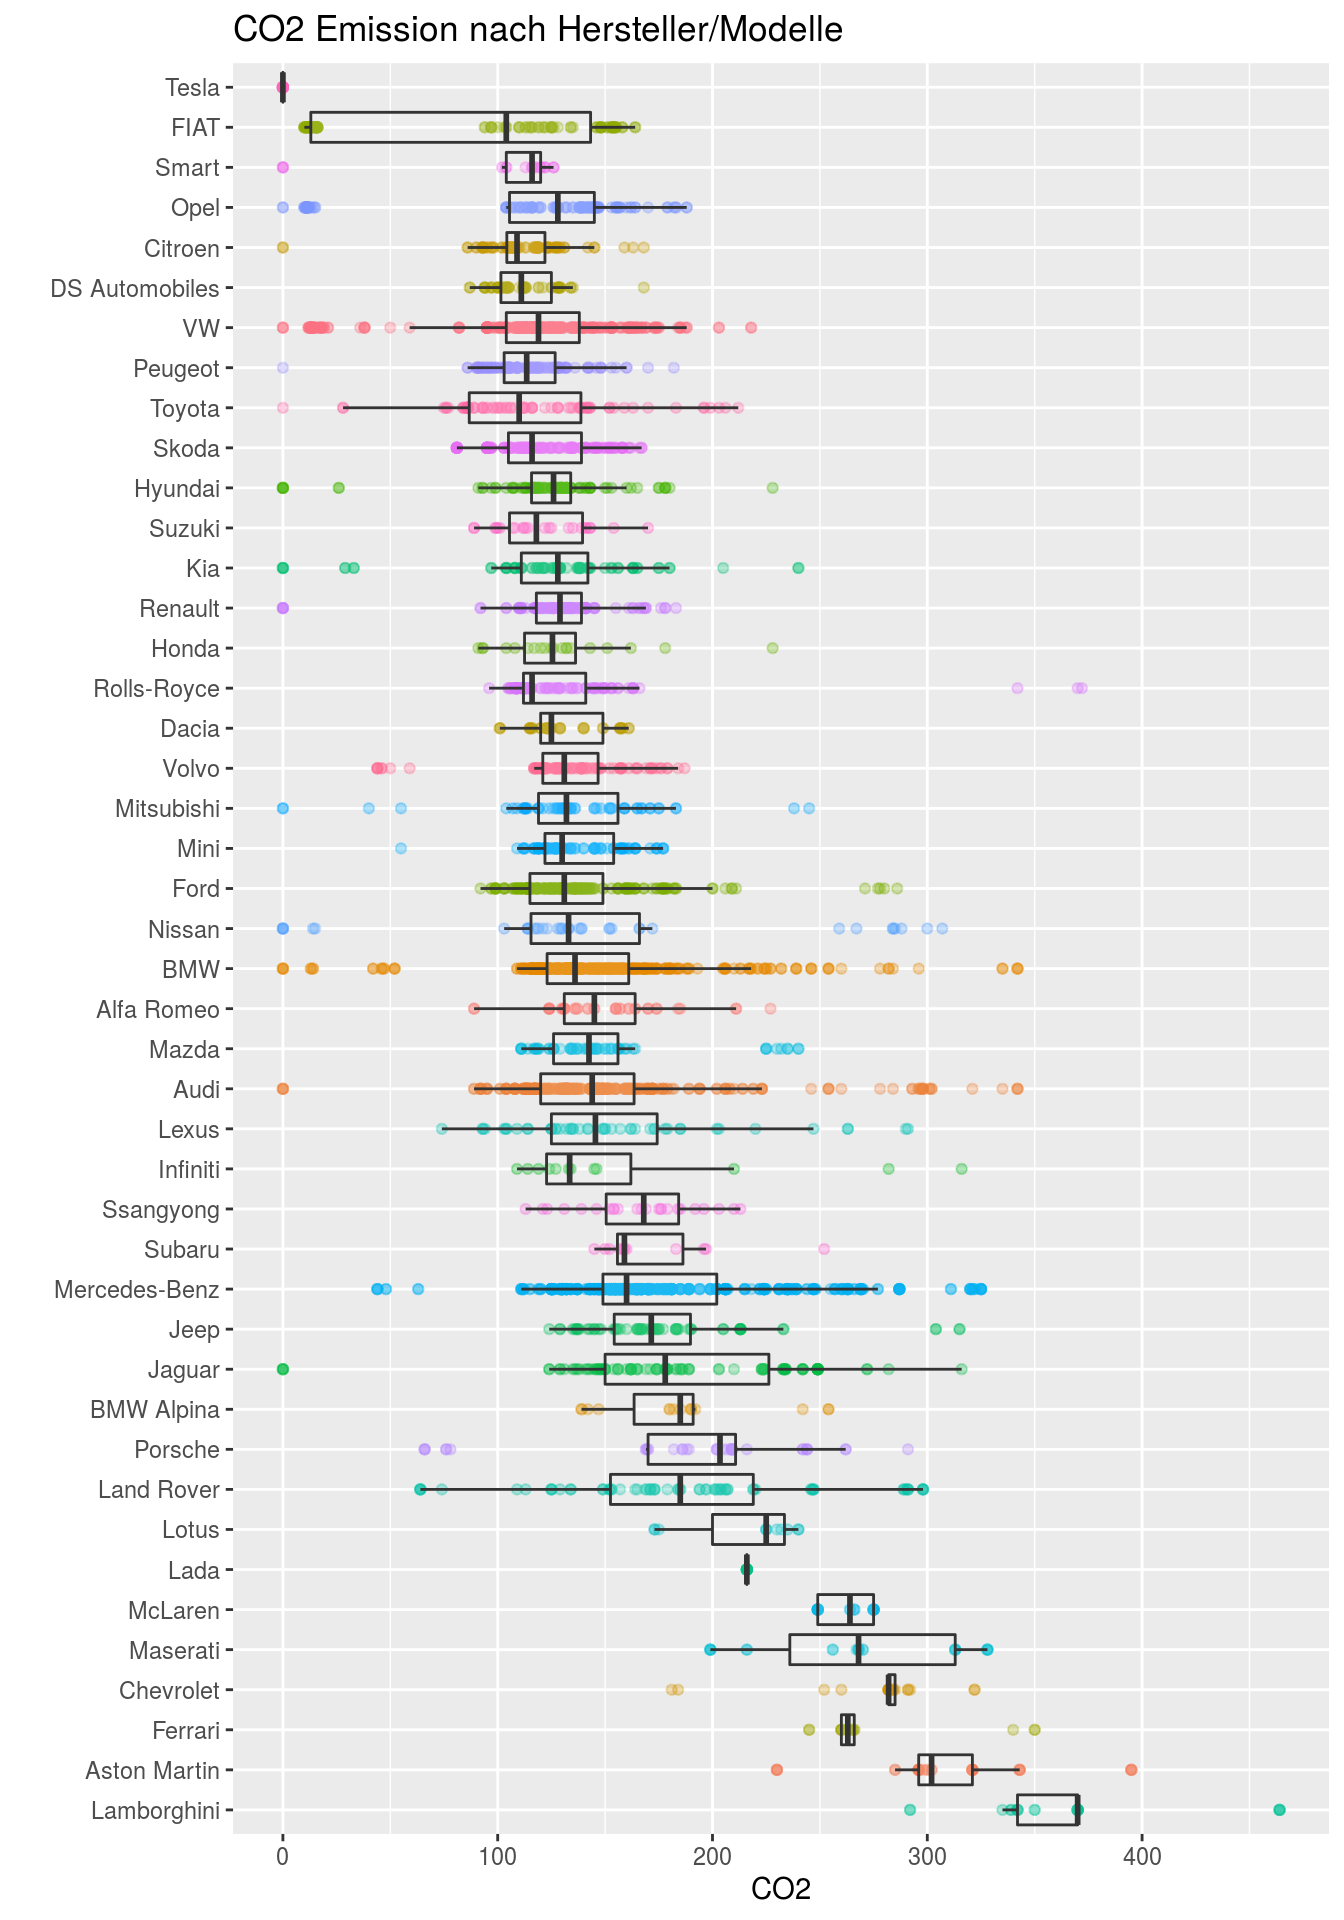 CO2 Emission nach Hersteller/Modelle
Tesla
FIAT
Smart
Opel
Citroen
DS Automobiles
VW
Peugeot
Toyota
Skoda
Hyundai
Suzuki
Kia
Renault
Honda
Rolls-Royce
Dacia
Volvo
Mitsubishi
Mini
Ford
Nissan
BMW
Alfa Romeo
Mazda
Audi
Lexus
Infiniti
Ssangyong
Subaru
Mercedes-Benz
Jeep
Jaguar
BMW Alpina
Porsche
Land Rover
Lotus
Lada
McLaren
Maserati
Chevrolet
Ferrari
Aston Martin
Lamborghini
0 100 200 300 400
CO2